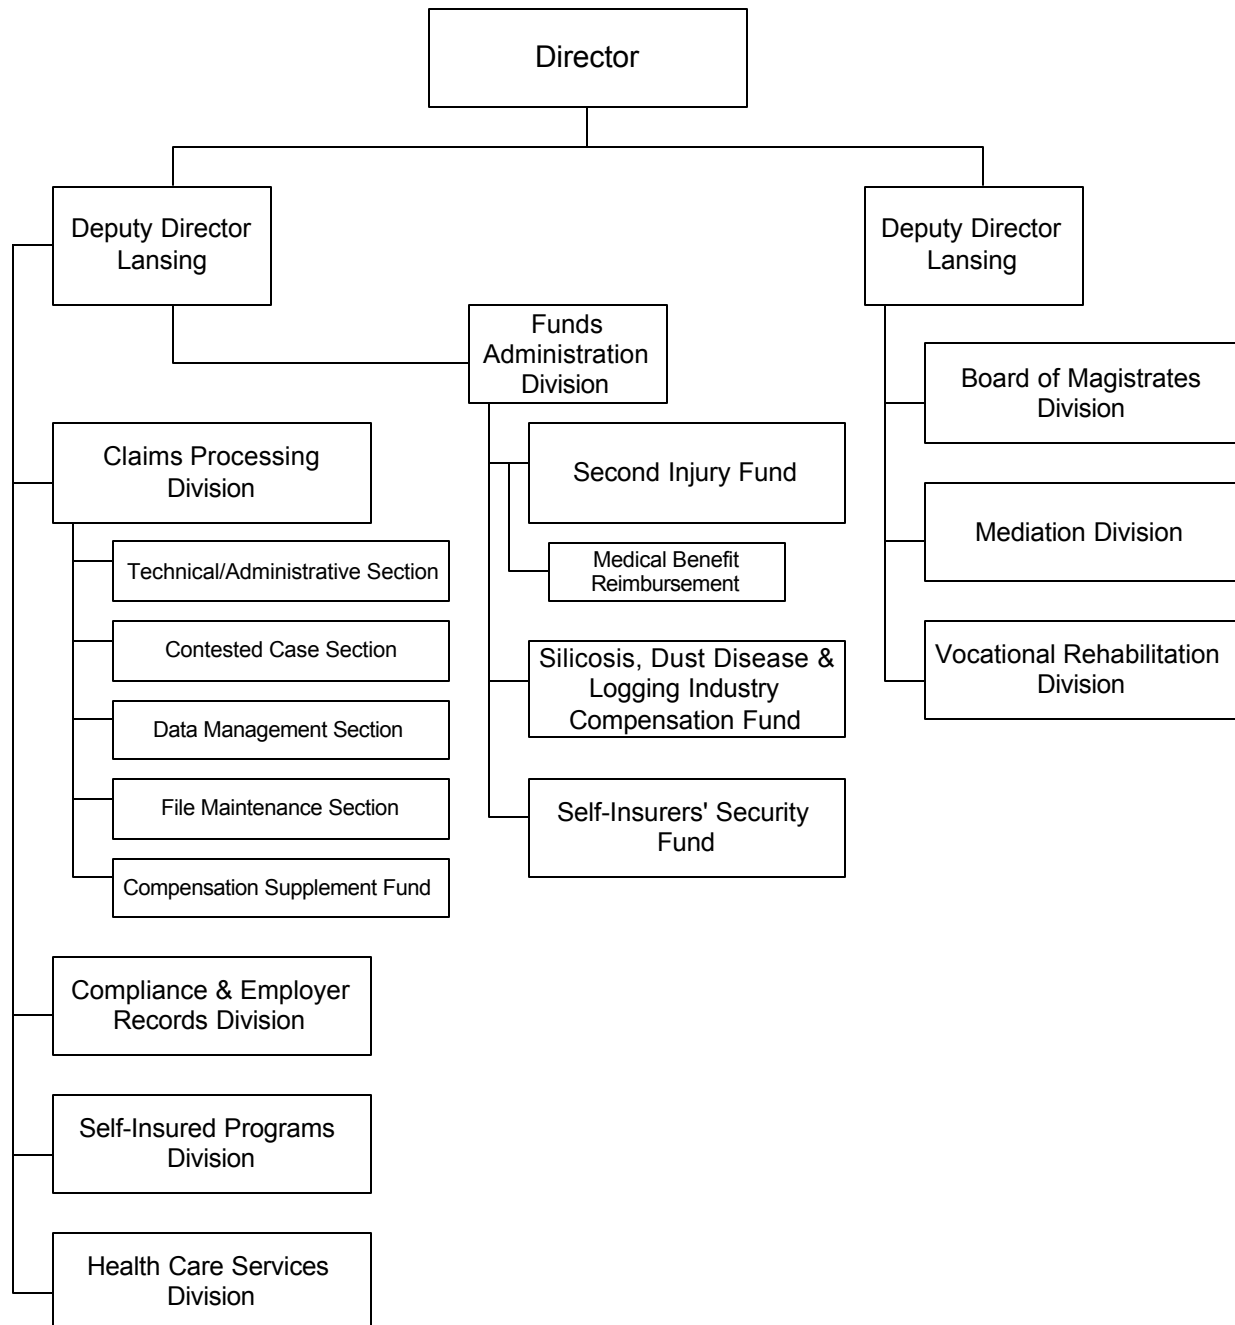 Director
Deputy Director
Lansing
Deputy Director
Lansing
Funds
Administration
Division
Claims Processing
Division
Technical/Administrative Section
Contested Case Section
Data Management Section
File Maintenance Section
Compensation Supplement Fund
Compliance & Employer
Records Division
Self-Insured Programs
Division
Health Care Services
Division
Second Injury Fund
Medical Benefit
Reimbursement
Silicosis, Dust Disease &
Logging Industry
Compensation Fund
Self-Insurers' Security
Fund
Board of Magistrates
Division
Mediation Division
Vocational Rehabilitation
Division